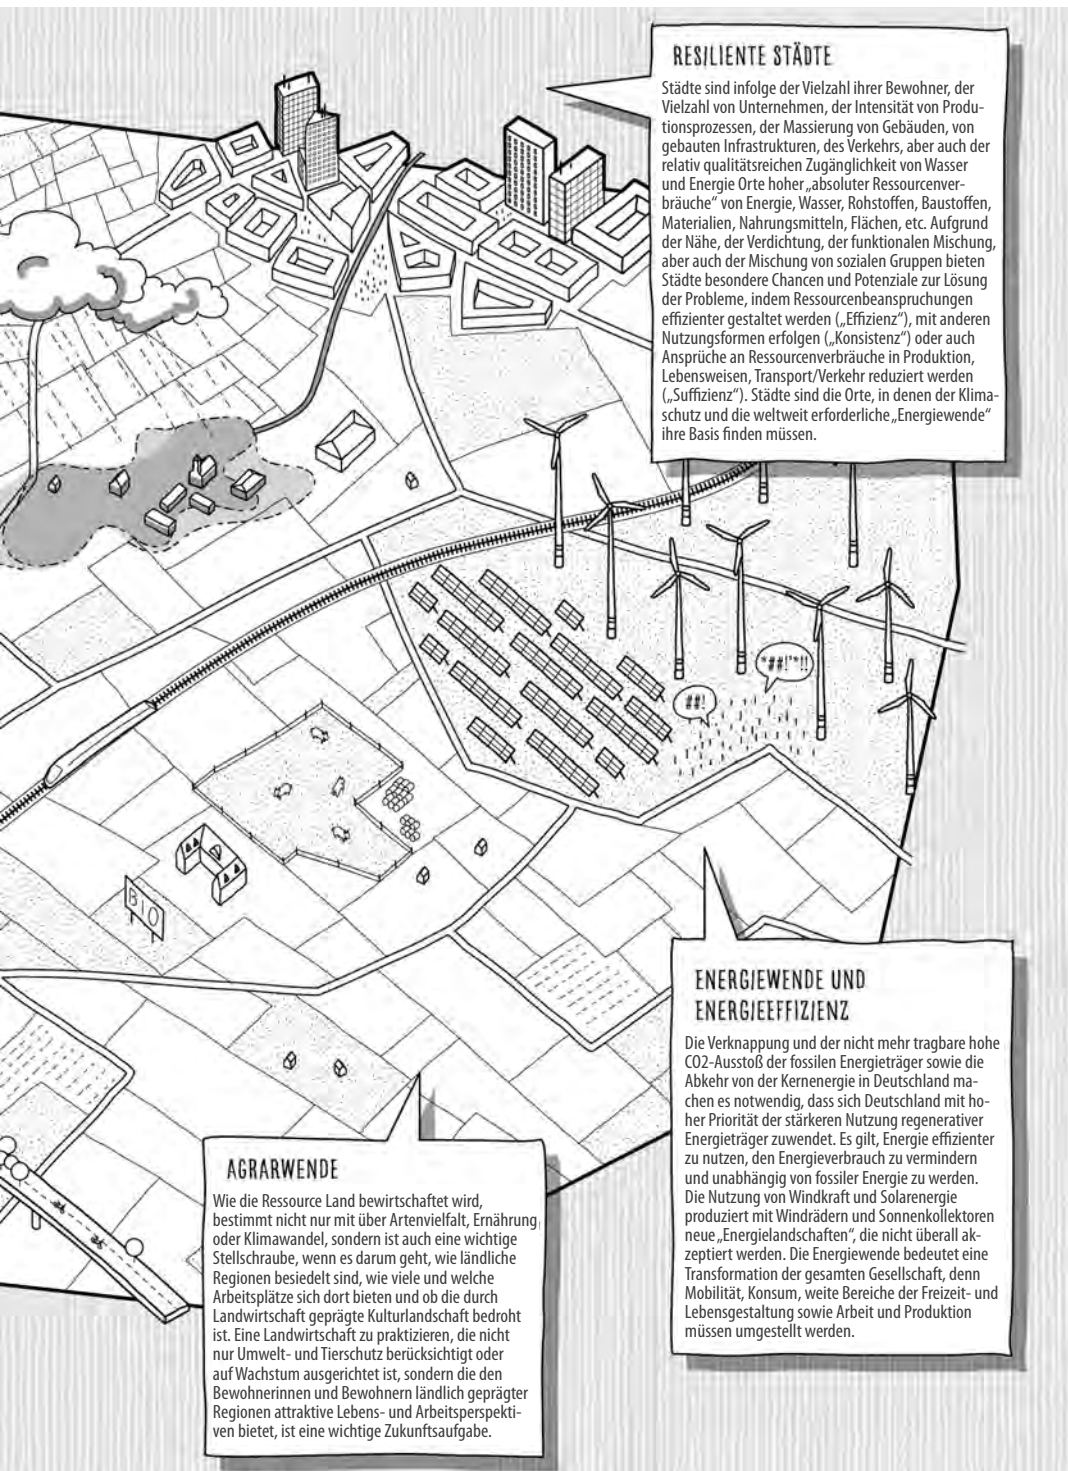 RESILIENTE STÄDTE
Städte sind infolge der Vielzahl ihrer Bewohner, der
Vielzahl von Unternehmen, der Intensität von Produ-
tionsprozessen, der Massierung von Gebäuden, von
gebauten Infrastrukturen, des Verkehrs, aber auch der
relativ qualitätsreichen Zugänglichkeit von Wasser
und Energie Orte hoher „absoluter Ressourcenver-
bräuche“ von Energie, Wasser, Rohstoffen, Baustoffen,
Materialien, Nahrungsmitteln, Flächen, etc. Aufgrund
der Nähe, der Verdichtung, der funktionalen Mischung,
aber auch der Mischung von sozialen Gruppen bieten
Städte besondere Chancen und Potenziale zur Lösung
der Probleme, indem Ressourcenbeanspruchungen
effizienter gestaltet werden („Effizienz“), mit anderen
Nutzungsformen erfolgen („Konsistenz“) oder auch
Ansprüche an Ressourcenverbräuche in Produktion,
Lebensweisen, Transport/Verkehr reduziert werden
(„Suffizienz“). Städte sind die Orte, in denen der Klima-
schutz und die weltweit erforderliche „Energiewende“
ihre Basis finden müssen.
*##!"*!!
##!
BIO
ENERGIEWENDE UND
ENERGIEEFFIZIENZ
Die Verknappung und der nicht mehr tragbare hohe
CO2-Ausstoß der fossilen Energieträger sowie die
Abkehr von der Kernenergie in Deutschland ma-
chen es notwendig, dass sich Deutschland mit ho-
her Priorität der stärkeren Nutzung regenerativer
Energieträger zuwendet. Es gilt, Energie effizienter
zu nutzen, den Energieverbrauch zu vermindern
und unabhängig von fossiler Energie zu werden.
Die Nutzung von Windkraft und Solarenergie
produziert mit Windrädern und Sonnenkollektoren
neue „Energielandschaften“, die nicht überall ak-
zeptiert werden. Die Energiewende bedeutet eine
Transformation der gesamten Gesellschaft, denn
Mobilität, Konsum, weite Bereiche der Freizeit- und
Lebensgestaltung sowie Arbeit und Produktion
müssen umgestellt werden.
AGRARWENDE
Wie die Ressource Land bewirtschaftet wird,
bestimmt nicht nur mit über Artenvielfalt, Ernährung
oder Klimawandel, sondern ist auch eine wichtige
Stellschraube, wenn es darum geht, wie ländliche
Regionen besiedelt sind, wie viele und welche
Arbeitsplätze sich dort bieten und ob die durch
Landwirtschaft geprägte Kulturlandschaft bedroht
ist. Eine Landwirtschaft zu praktizieren, die nicht
nur Umwelt- und Tierschutz berücksichtigt oder
auf Wachstum ausgerichtet ist, sondern die den
Bewohnerinnen und Bewohnern ländlich geprägter
Regionen attraktive Lebens- und Arbeitsperspekti-
ven bietet, ist eine wichtige Zukunftsaufgabe.